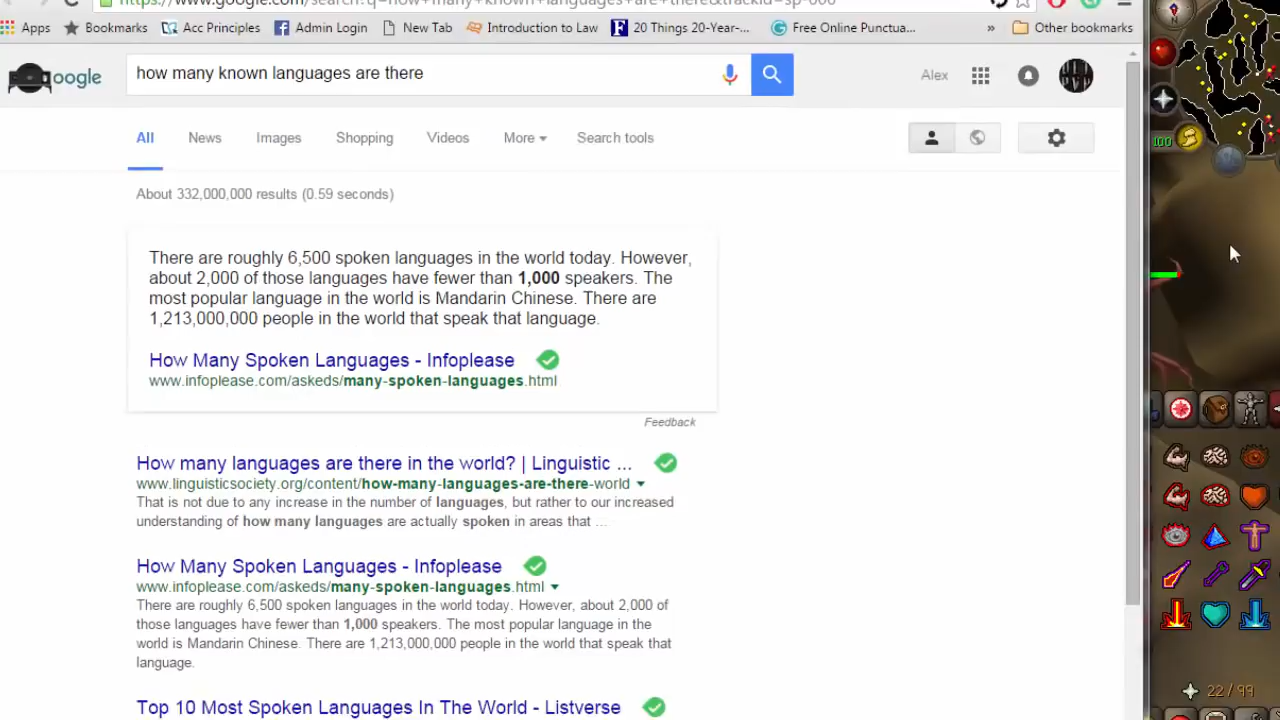 Apps Bookmarks Acc Principles Admin Login New Tab Introduction to Law 20 Things 20-Year-... Free Online Punctua... » Other bookmarks
oogle how many known languages are there Alex
All News Images Shopping Videos More Search tools
About 332,000,000 results (0.59 seconds)
There are roughly 6,500 spoken languages in the world today. However,
about 2,000 of those languages have fewer than 1,000 speakers. The
most popular language in the world is Mandarin Chinese. There are
1,213,000,000 people in the world that speak that language.
How Many Spoken Languages - Infoplease
www.infoplease.com/askeds/many-spoken-languages.html
Feedback
How many languages are there in the world? | Linguistic ...
www.linguisticsociety.org/content/how-many-languages-are-there-world
That is not due to any increase in the number of languages, but rather to our increased
understanding of how many languages are actually spoken in areas that ...
How Many Spoken Languages - Infoplease
www.infoplease.com/askeds/many-spoken-languages.html
There are roughly 6,500 spoken languages in the world today. However, about 2,000 of
those languages have fewer than 1,000 speakers. The most popular language in the
world is Mandarin Chinese. There are 1,213,000,000 people in the world that speak that
language.
Top 10 Most Spoken Languages In The World - Listverse
N
100
22 / 99